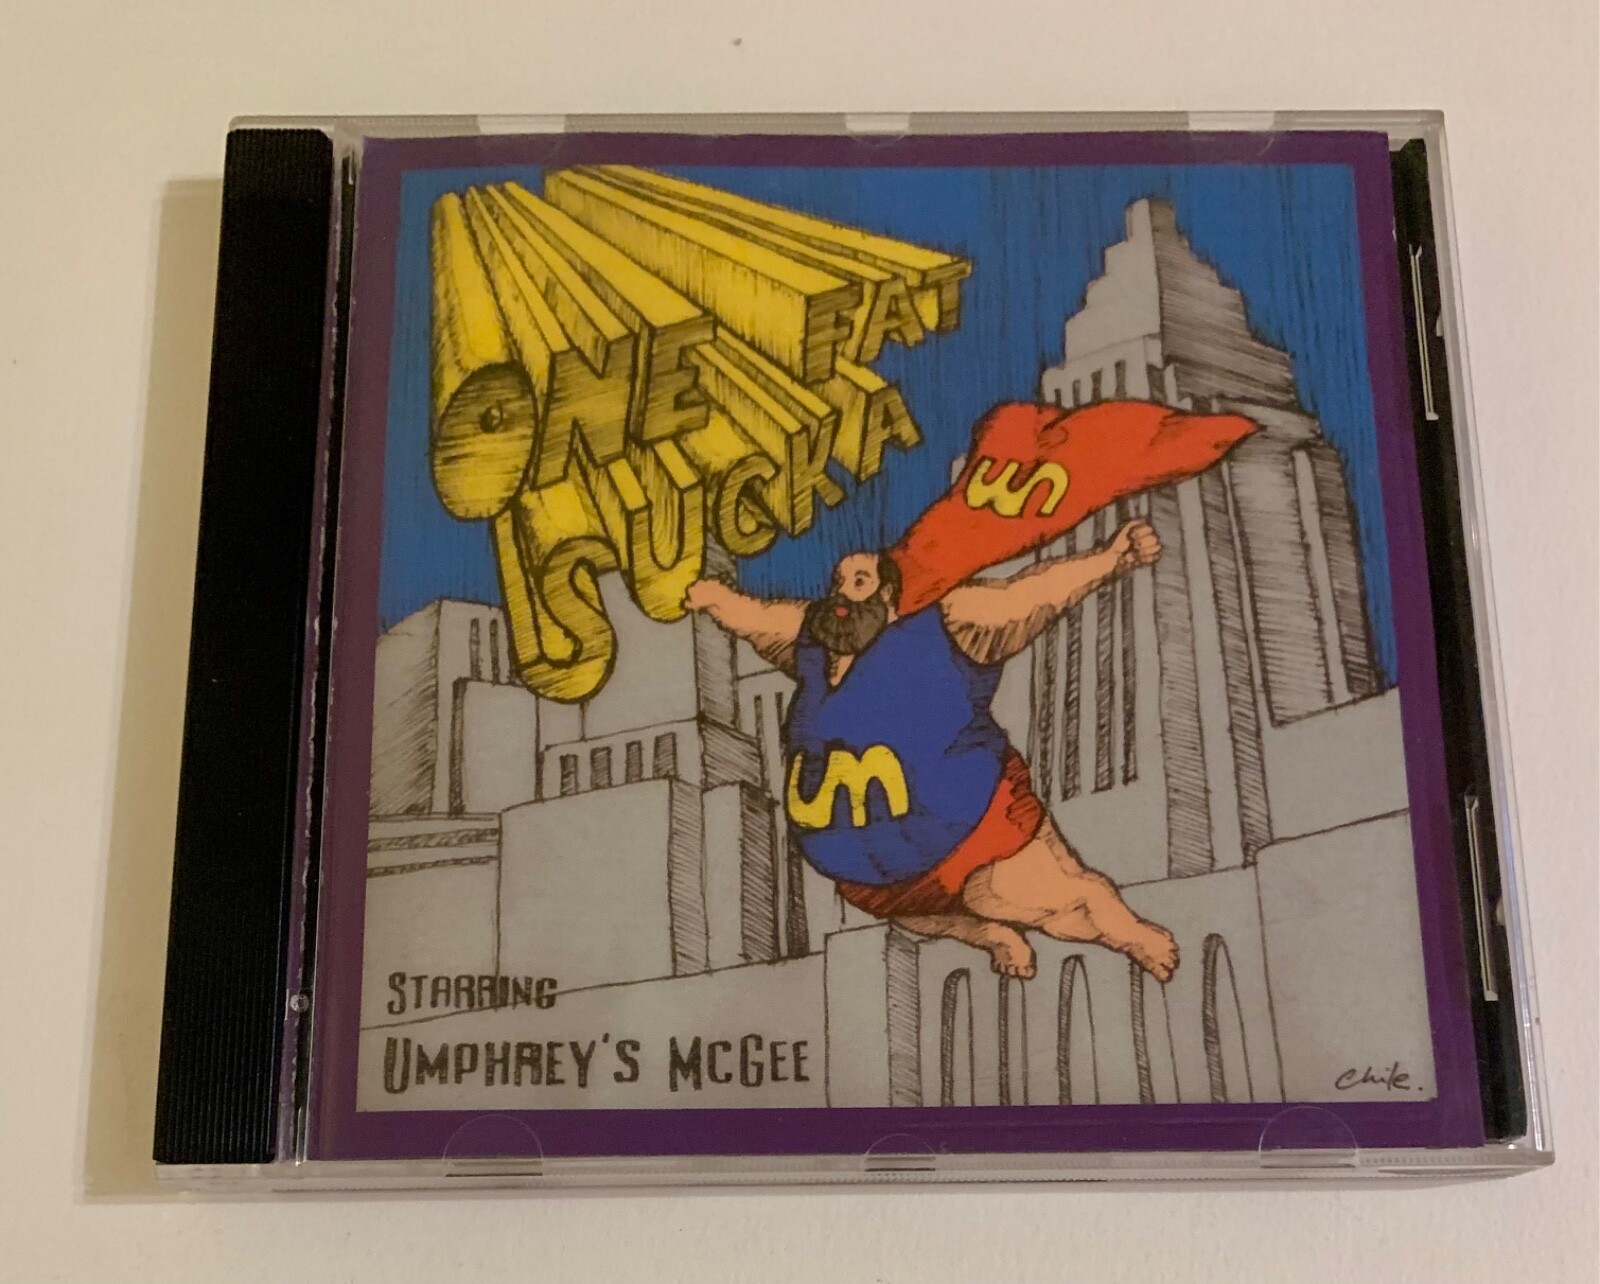 ONE FAT
SUCKA
um
um
STARRING
UMPHREY'S MCGEE
Chile.